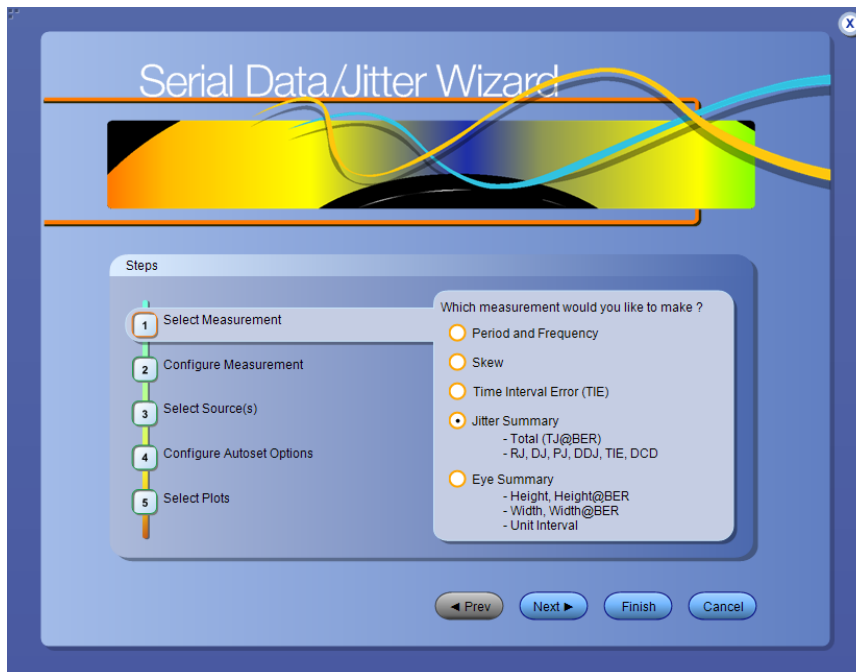 X
Serial Data/Jitter Wizard
Steps
1 Select Measurement
2 Configure Measurement
3 Select Source(s)
4 Configure Autoset Options
5 Select Plots
Which measurement would you like to make ?
Period and Frequency
Skew
Time Interval Error (TIE)
Jitter Summary
- Total (TJ@BER)
- RJ, DJ, PJ, DDJ, TIE, DCD
Eye Summary
- Height, Height@BER
- Width, Width@BER
- Unit Interval
◄ Prev Next ► Finish Cancel